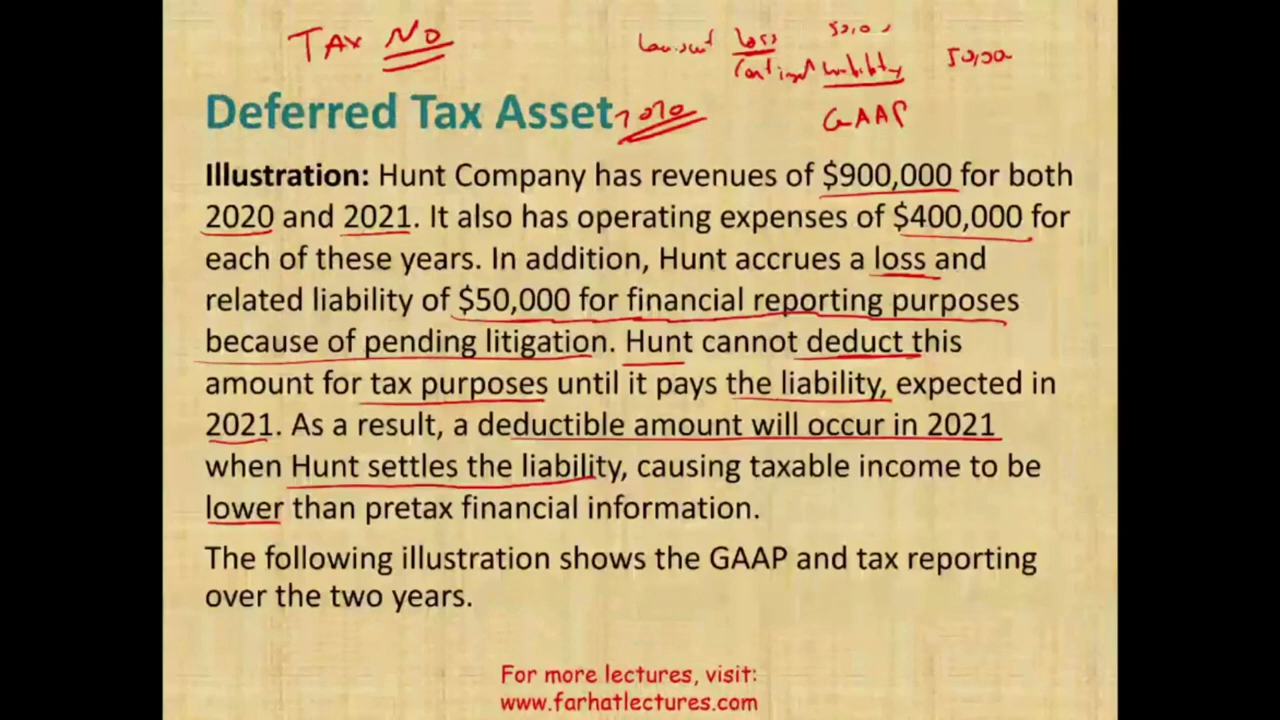 TAX NO
loss
liability
GAAP
Deferred Tax Asset
Illustration: Hunt Company has revenues of $900,000 for both
2020 and 2021. It also has operating expenses of $400,000 for
each of these years. In addition, Hunt accrues a loss and
related liability of $50,000 for financial reporting purposes
because of pending litigation. Hunt cannot deduct this
amount for tax purposes until it pays the liability, expected in
2021. As a result, a deductible amount will occur in 2021
when Hunt settles the liability, causing taxable income to be
lower than pretax financial information.
The following illustration shows the GAAP and tax reporting
over the two years.
For more lectures, visit:
www.farhatlectures.com